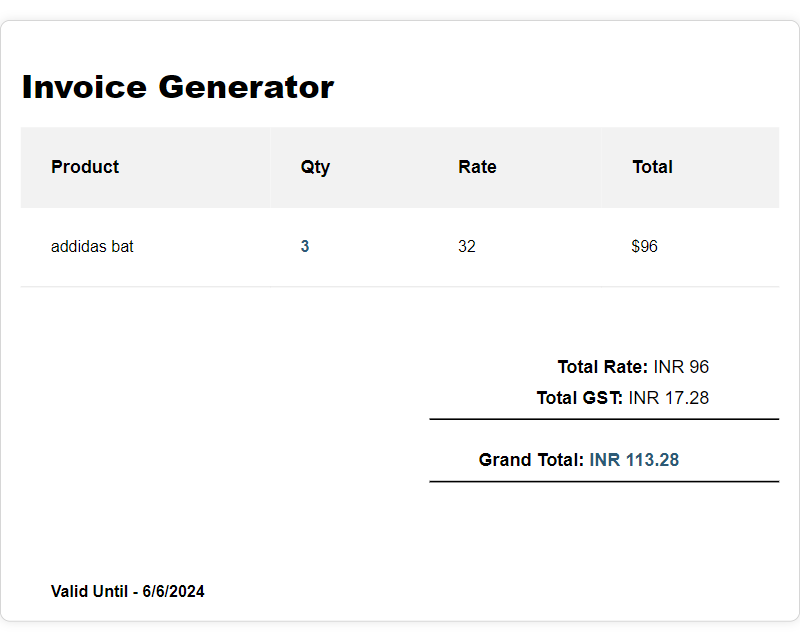 Invoice Generator
Product Qty Rate Total
addidas bat 3 32 $96
Total Rate: INR 96
Total GST: INR 17.28
Grand Total: INR 113.28
Valid Until - 6/6/2024